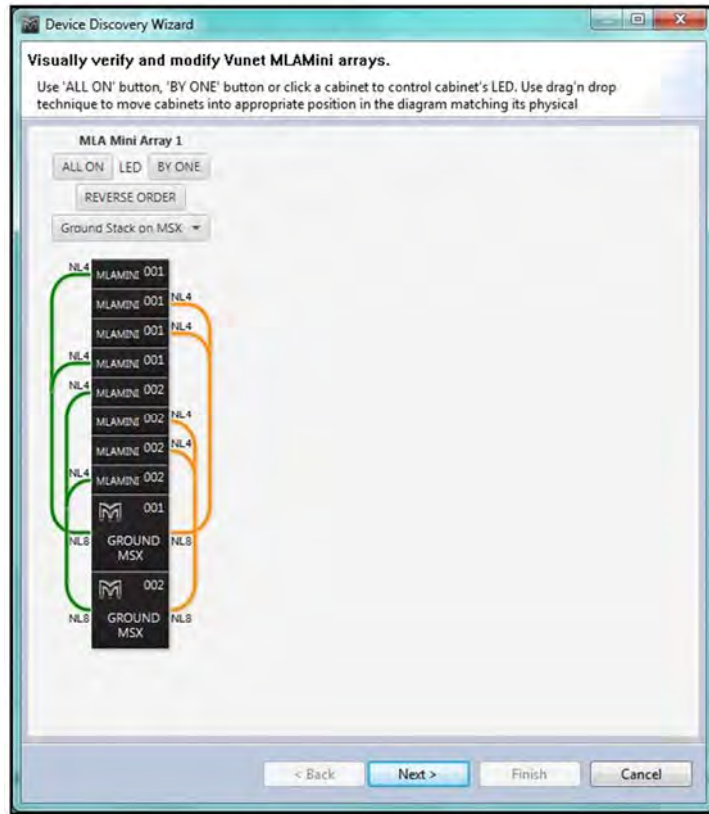 Device Discovery Wizard
Visually verify and modify Vunet MLAMini arrays.
Use 'ALL ON' button, 'BY ONE' button or click a cabinet to control cabinet's LED. Use drag'n drop
technique to move cabinets into appropriate position in the diagram matching its physical
MLA Mini Array 1
ALL ON LED BY ONE
REVERSE ORDER
Ground Stack on MSX
NL4 MLAMINI 001
MLAMINI 001 NL4
MLAMINI 001 NL4
NL4 MLAMINI 001
NL4 MLAMINI 002
MLAMINI 002 NL4
MLAMINI 002 NL4
NL4 MLAMINI 002
001
NL8 GROUND NL8
MSX
002
NL8 GROUND NL8
MSX
< Back Next > Finish Cancel